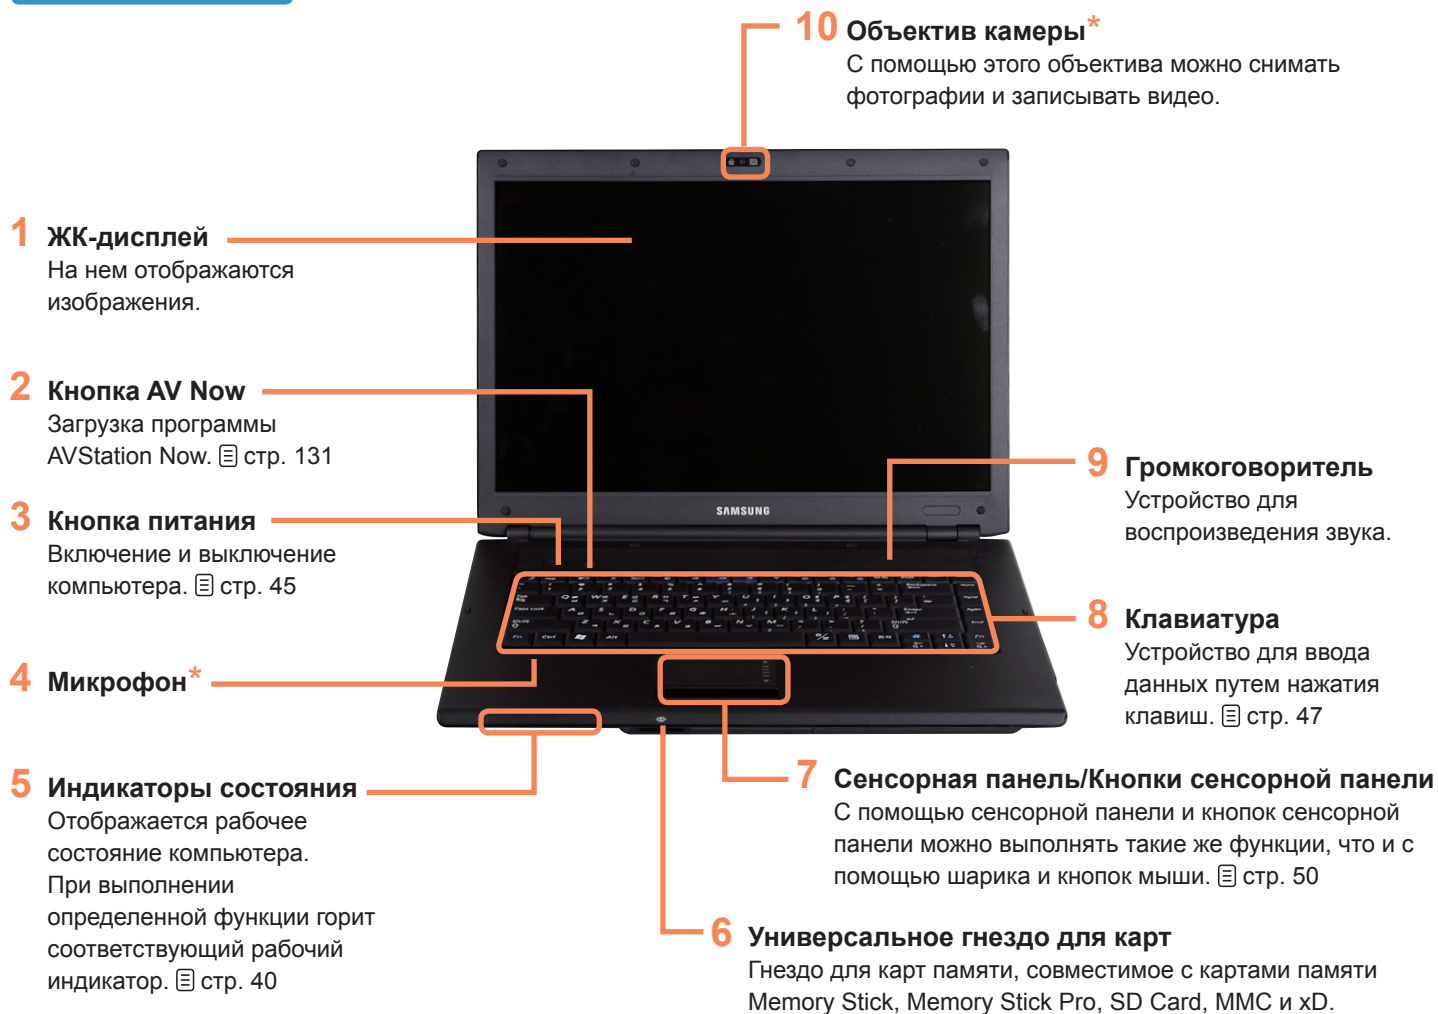 10 Объектив камеры*
С помощью этого объектива можно снимать
фотографии и записывать видео.
1 ЖК-дисплей
На нем отображаются
изображения.
2 Кнопка AV Now
Загрузка программы
AVStation Now. стр. 131
3 Кнопка питания
Включение и выключение
компьютера. стр. 45
4 Микрофон*
5 Индикаторы состояния
Отображается рабочее
состояние компьютера.
При выполнении
определенной функции горит
соответствующий рабочий
индикатор. стр. 40
SAMSUNG
9 Громкоговоритель
Устройство для
воспроизведения звука.
8 Клавиатура
Устройство для ввода
данных путем нажатия
клавиш. стр. 47
7 Сенсорная панель/Кнопки сенсорной панели
С помощью сенсорной панели и кнопок сенсорной
панели можно выполнять такие же функции, что и с
помощью шарика и кнопок мыши. стр. 50
6 Универсальное гнездо для карт
Гнездо для карт памяти, совместимое с картами памяти
Memory Stick, Memory Stick Pro, SD Card, MMC и xD.